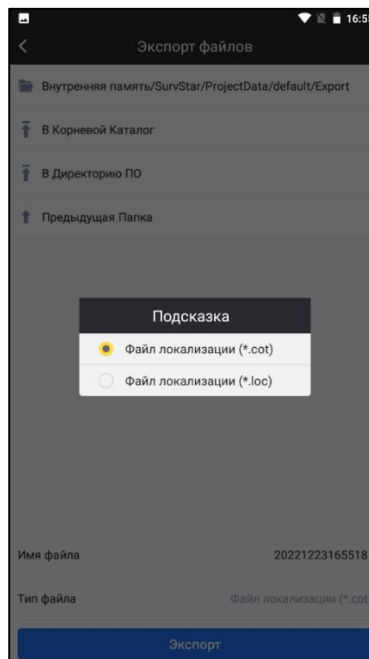 16:5
Экспорт файлов
Внутренняя память/SurvStar/ProjectData/default/Export
В Корневой Каталог
В Директорию ПО
Предыдущая Папка
Подсказка
Файл локализации (*.cot)
Файл локализации (*.loc)
Имя файла 20221223165518
Тип файла Файл локализации (*.cot
Экспорт